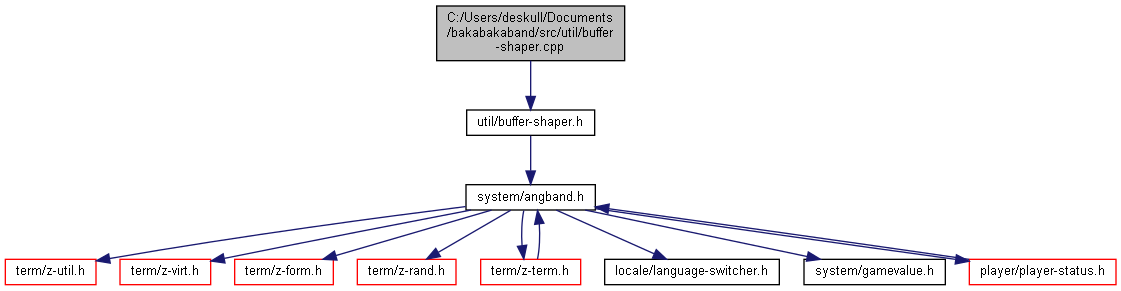 C:/Users/deskull/Documents
/bakabakaband/src/util/buffer
-shaper.cpp
util/buffer-shaper.h
system/angband.h
term/z-util.h
term/z-virt.h
term/z-form.h
term/z-rand.h
term/z-term.h
locale/language-switcher.h
system/gamevalue.h
player/player-status.h